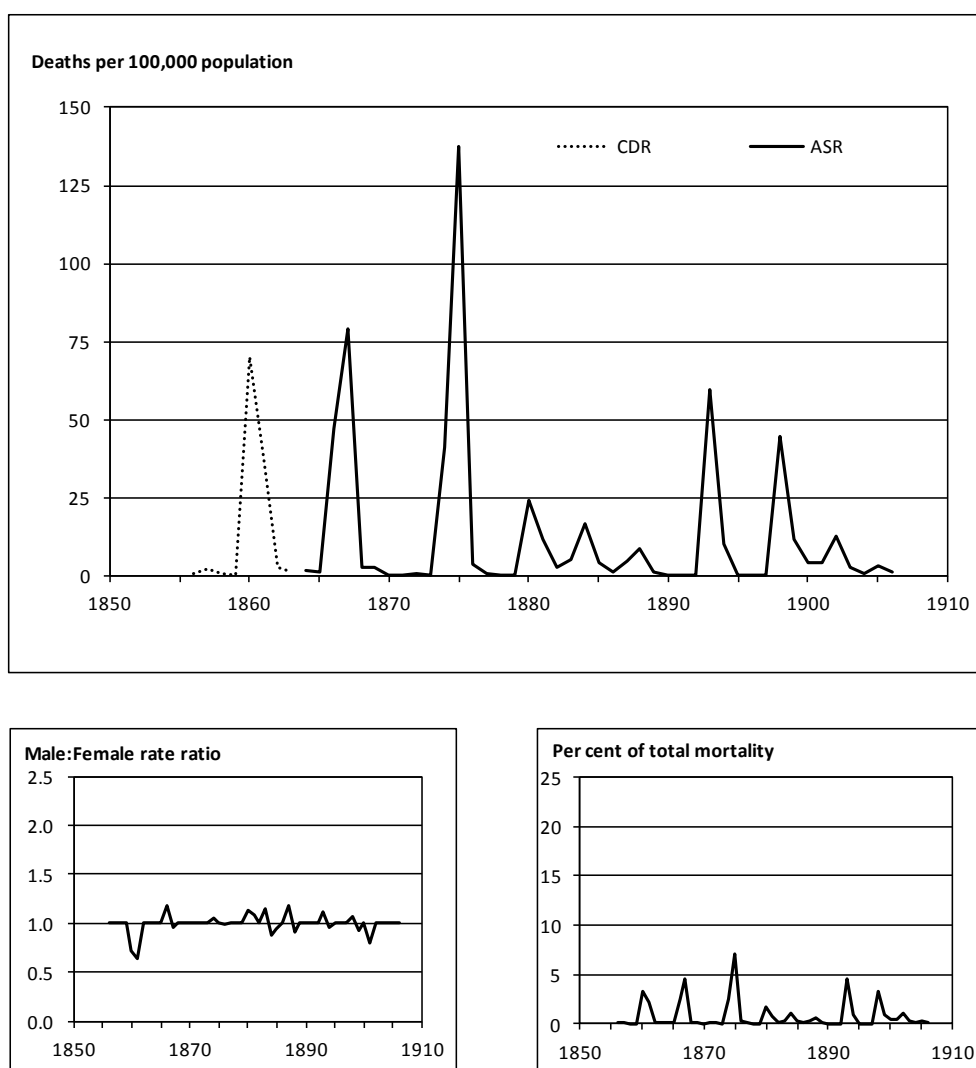 Deaths per 100,000 population
150
CDR ASR
125
100
75
50
25
0
1850 1860 1870 1880 1890 1900 1910
Male:Female rate ratio
2.5
2.0
1.5
1.0
0.5
0.0
1850 1870 1890 1910
Per cent of total mortality
25
20
15
10
5
0
1850 1870 1890 1910